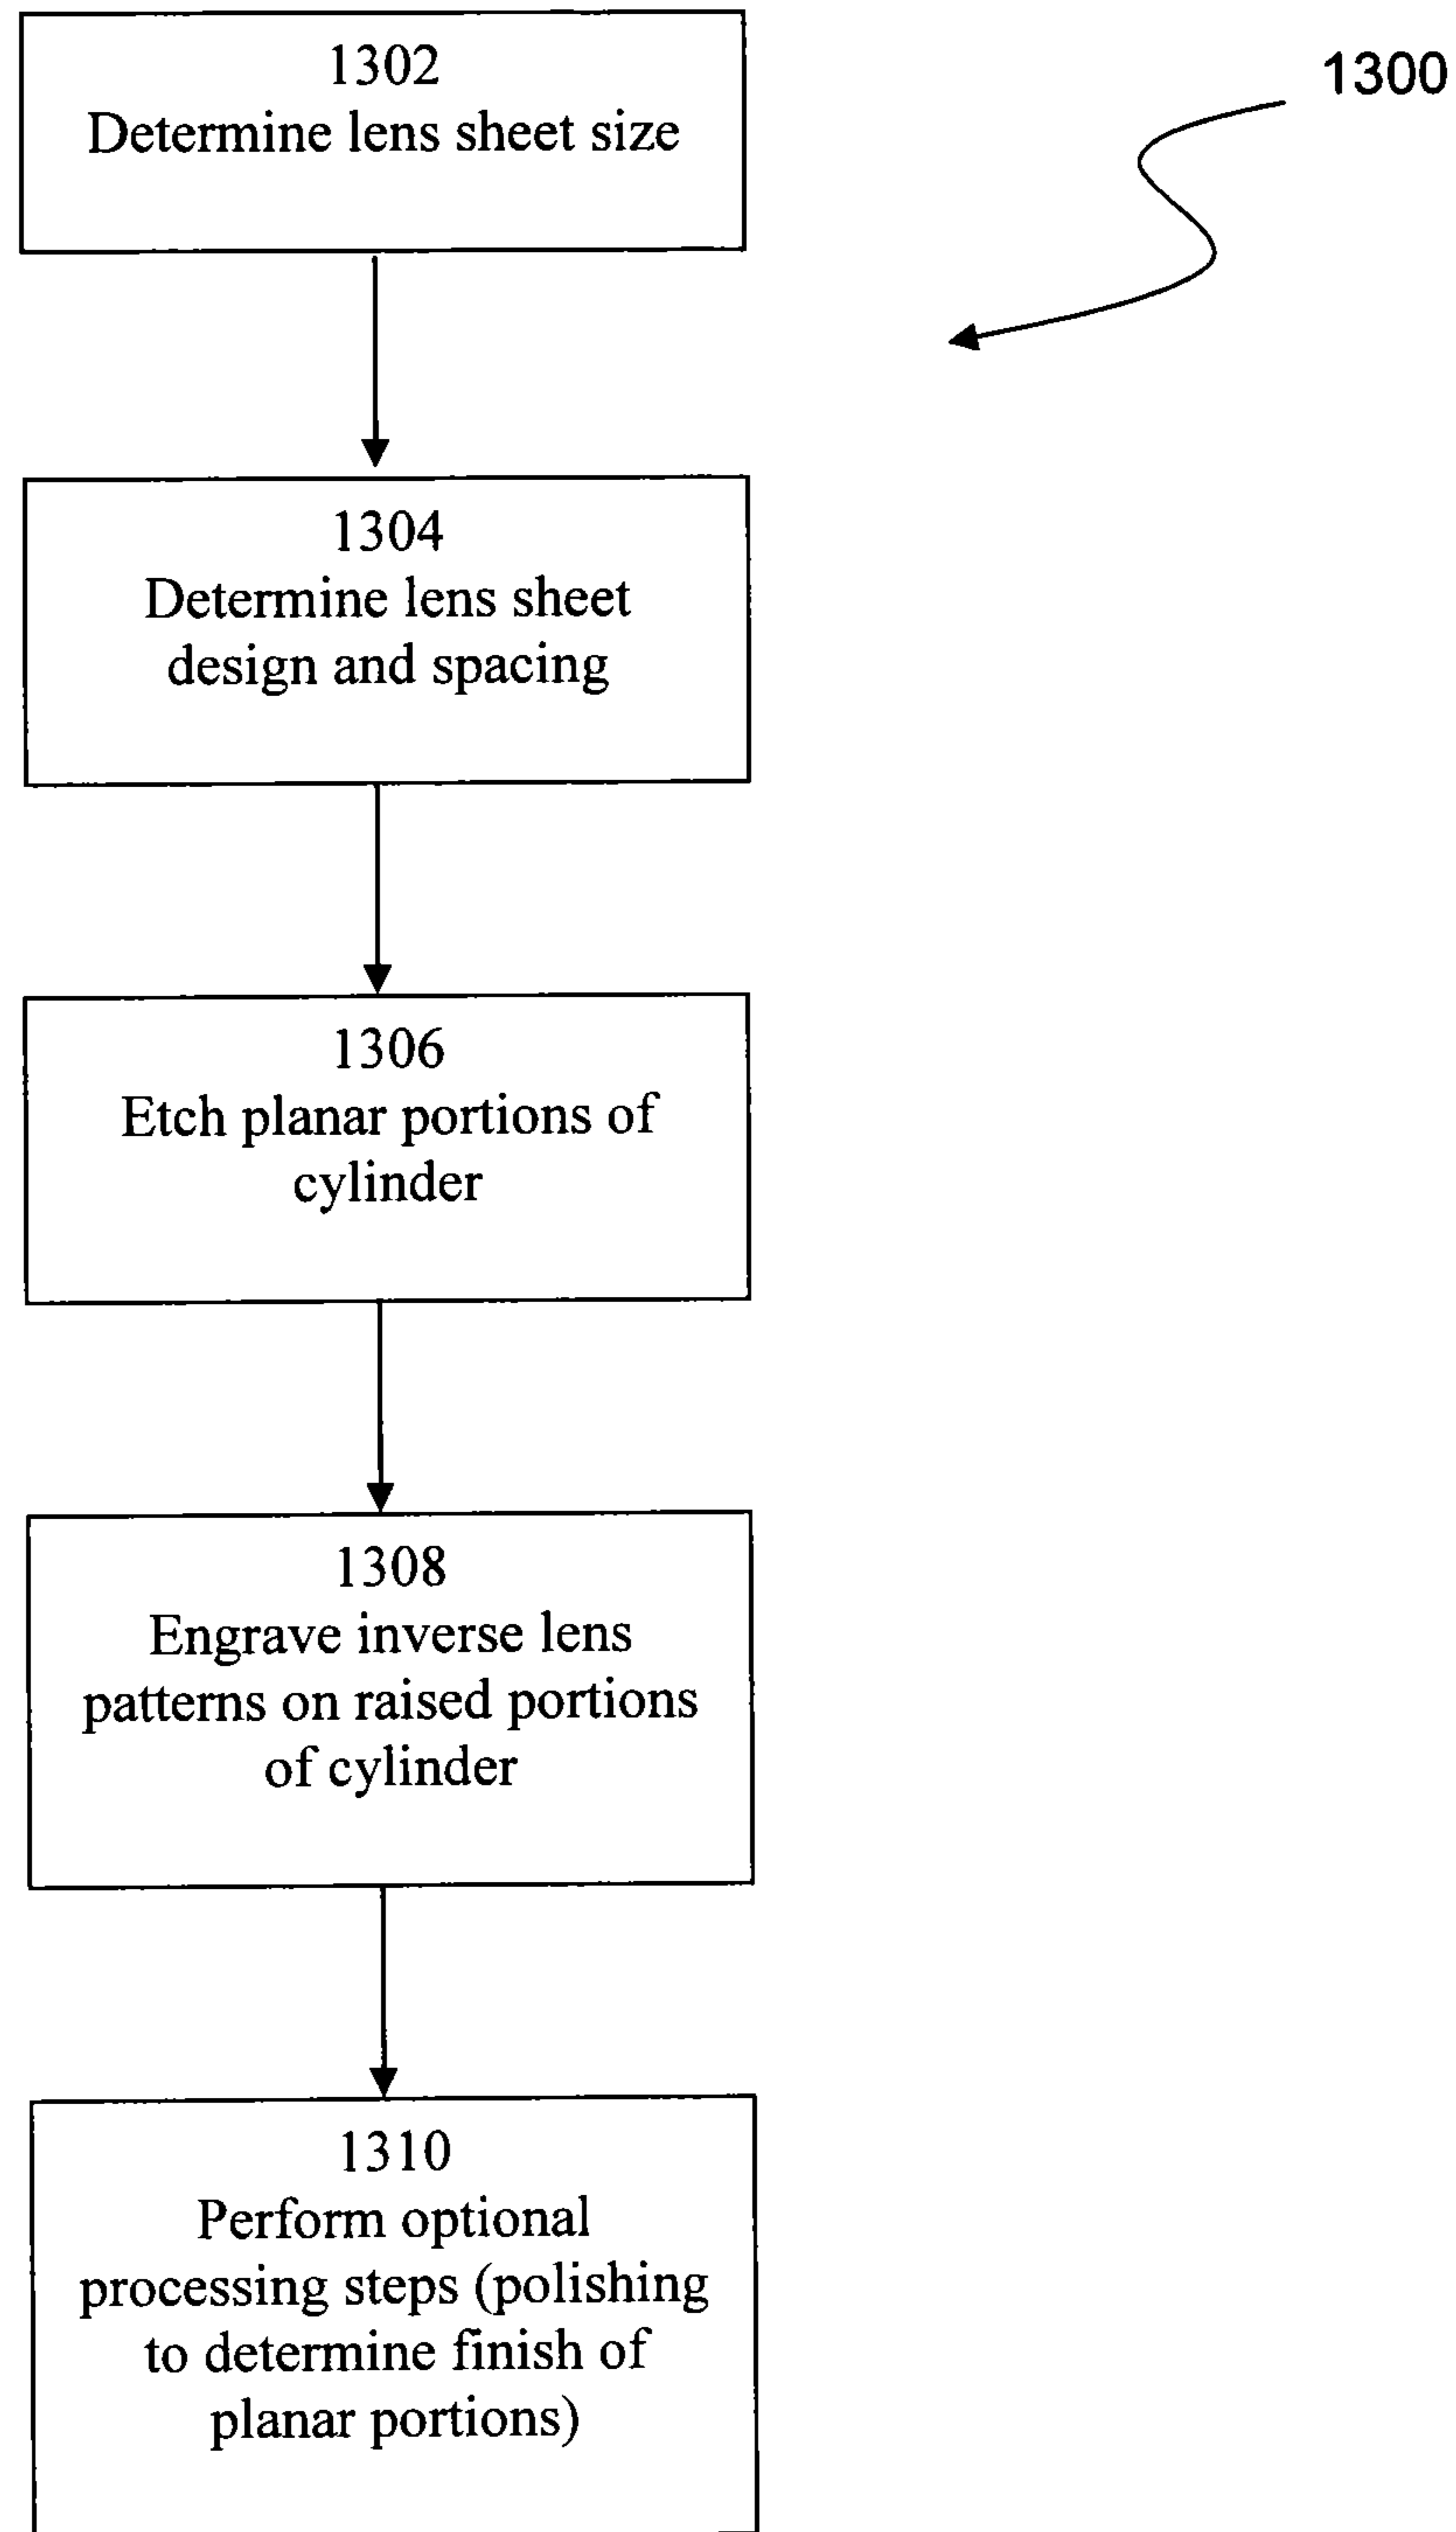 1300
1302
Determine lens sheet size
1304
Determine lens sheet
design and spacing
1306
Etch planar portions of
cylinder
1308
Engrave inverse lens
patterns on raised portions
of cylinder
1310
Perform optional
processing steps (polishing
to determine finish of
planar portions)